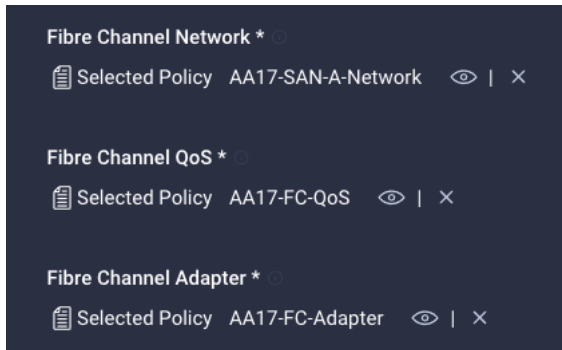 Fibre Channel Network *
Selected Policy AA17-SAN-A-Network |
Fibre Channel QoS *
Selected Policy AA17-FC-QoS |
Fibre Channel Adapter *
Selected Policy AA17-FC-Adapter |